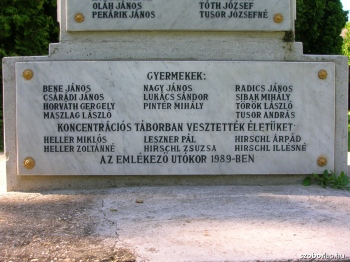 OLÁH JÁNOS TÓTH JÓZSEF
PEKÁRIK JÁNOS TUSOR JÓZSEFNÉ
GYERMEKEK:
BENE JÁNOS NAGY JÁNOS RADICS JÁNOS
CSARÁDI JÁNOS LUKÁCS SÁNDOR SIBAK MIHÁLY
HORVÁTH GERGELY PINTÉR MIHÁLY TÖRÖK LÁSZLÓ
MASZLAG LÁSZLÓ TUSOR ANDRÁS
KONCENTRÁCIÓS TÁBORBAN VESZTETTÉK ÉLETÜKET:
HELLER MIKLÓS LESZNER PÁL HIRSCHL ÁRPÁD
HELLER ZOLTÁNNÉ HIRSCHL ZSUZSA HIRSCHL ILLÉSNÉ
AZ EMLÉKEZŐ UTÓKOR 1989-BEN
szoborlap.hu